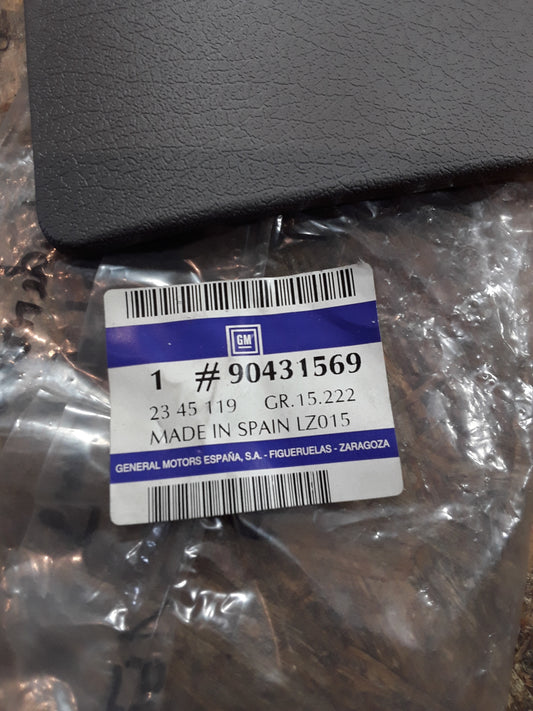 GM
1 # 90431569
23 45 119 GR.15.222
MADE IN SPAIN LZ015
GENERAL MOTORS ESPAÑA, S.A. - FIGUERUELAS - ZARAGOZA